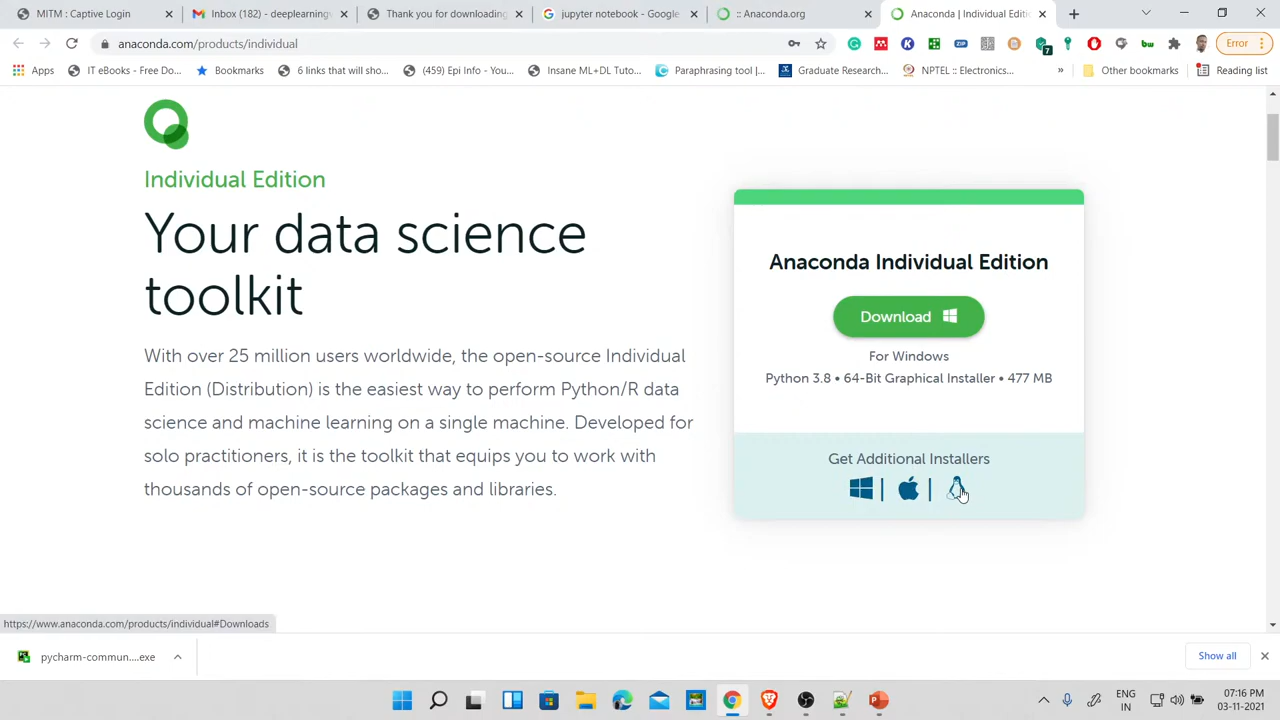 MITM : Captive Login
Inbox (182) - deeplearning
Thank you for downloading
jupyter notebook - Google
:: Anaconda.org
Anaconda | Individual Editi
anaconda.com/products/individual
7
bw
Error
Apps
IT eBooks - Free Do...
Bookmarks
6 links that will sho...
(459) Epi Info - You...
Insane ML+DL Tuto...
Paraphrasing tool |...
Graduate Research...
NPTEL :: Electronics...
»
Other bookmarks
Reading list
Individual Edition
Your data science
toolkit
With over 25 million users worldwide, the open-source Individual
Edition (Distribution) is the easiest way to perform Python/R data
science and machine learning on a single machine. Developed for
solo practitioners, it is the toolkit that equips you to work with
thousands of open-source packages and libraries.
Anaconda Individual Edition
Download
For Windows
Python 3.8 • 64-Bit Graphical Installer • 477 MB
Get Additional Installers
https://www.anaconda.com/products/individual#Downloads
pycharm-commun....exe
Show all
ENG
IN
07:16 PM
03-11-2021